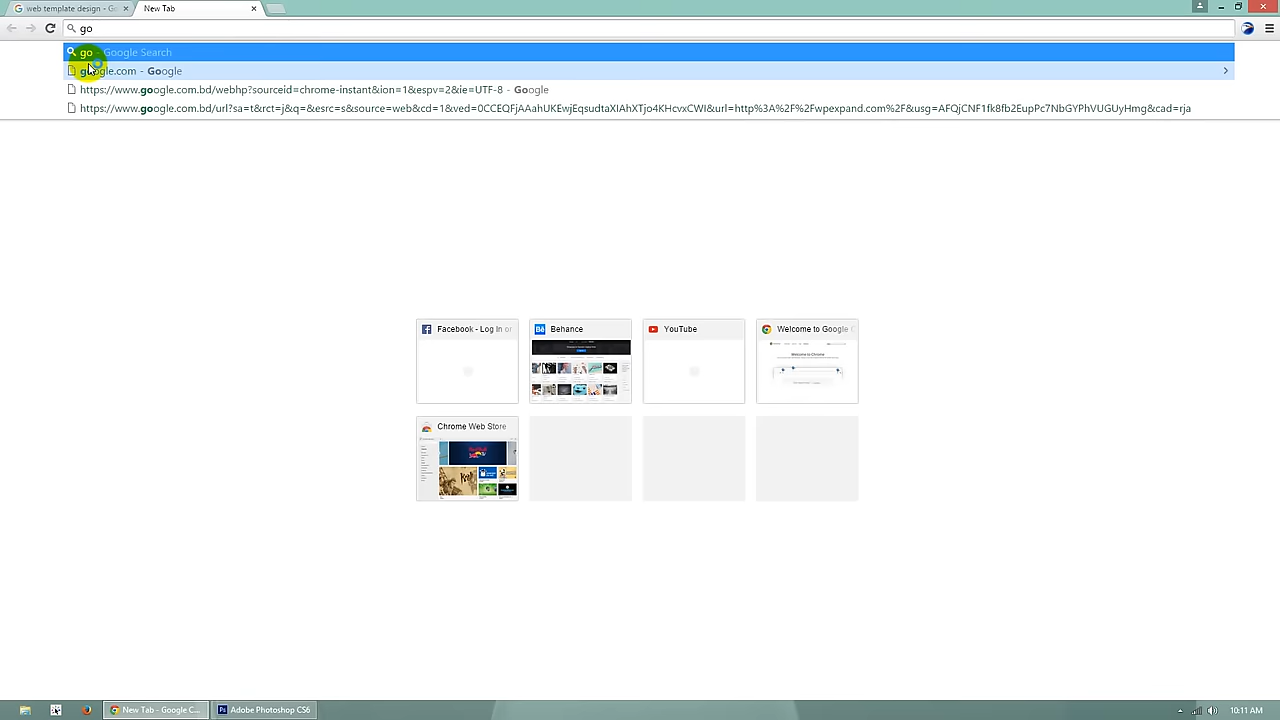 web template design - Go
New Tab
go
go - Google Search
google.com - Google
https://www.google.com.bd/webhp?sourceid=chrome-instant&ion=1&espv=2&ie=UTF-8 - Google
https://www.google.com.bd/url?sa=t&rct=j&q=&esrc=s&source=web&cd=1&ved=0CCEQFjAAahUKEwjEqsudtaXIAhXTjo4KHcvxCWI&url=http%3A%2F%2Fwpexpand.com%2F&usg=AFQjCNF1fk8fb2EupPc7NbGYPhVUGUyHmg&cad=rja
Facebook - Log In or
Behance
YouTube
Welcome to Google
Chrome Web Store
New Tab - Google C...
Adobe Photoshop CS6
10:11 AM